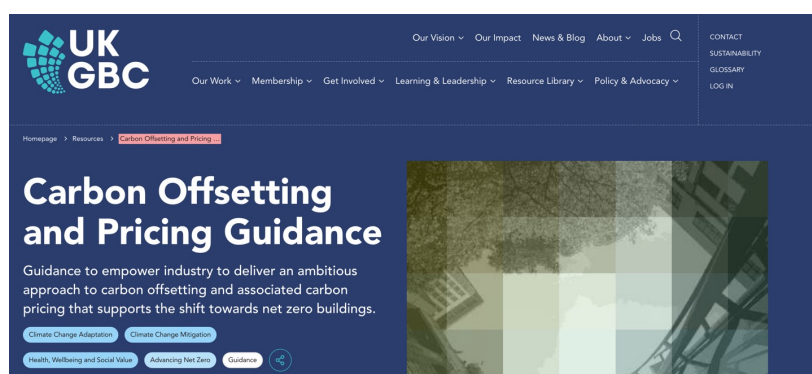 UK
GBC
Our Vision Our Impact News & Blog About Jobs
Our Work Membership Get Involved Learning & Leadership Resource Library Policy & Advocacy
CONTACT
SUSTAINABILITY
GLOSSARY
LOG IN
Homepage > Resources > Carbon Offsetting and Pricing ...
Carbon Offsetting
and Pricing Guidance
Guidance to empower industry to deliver an ambitious
approach to carbon offsetting and associated carbon
pricing that supports the shift towards net zero buildings.
Climate Change Adaptation Climate Change Mitigation
Health, Wellbeing and Social Value Advancing Net Zero Guidance